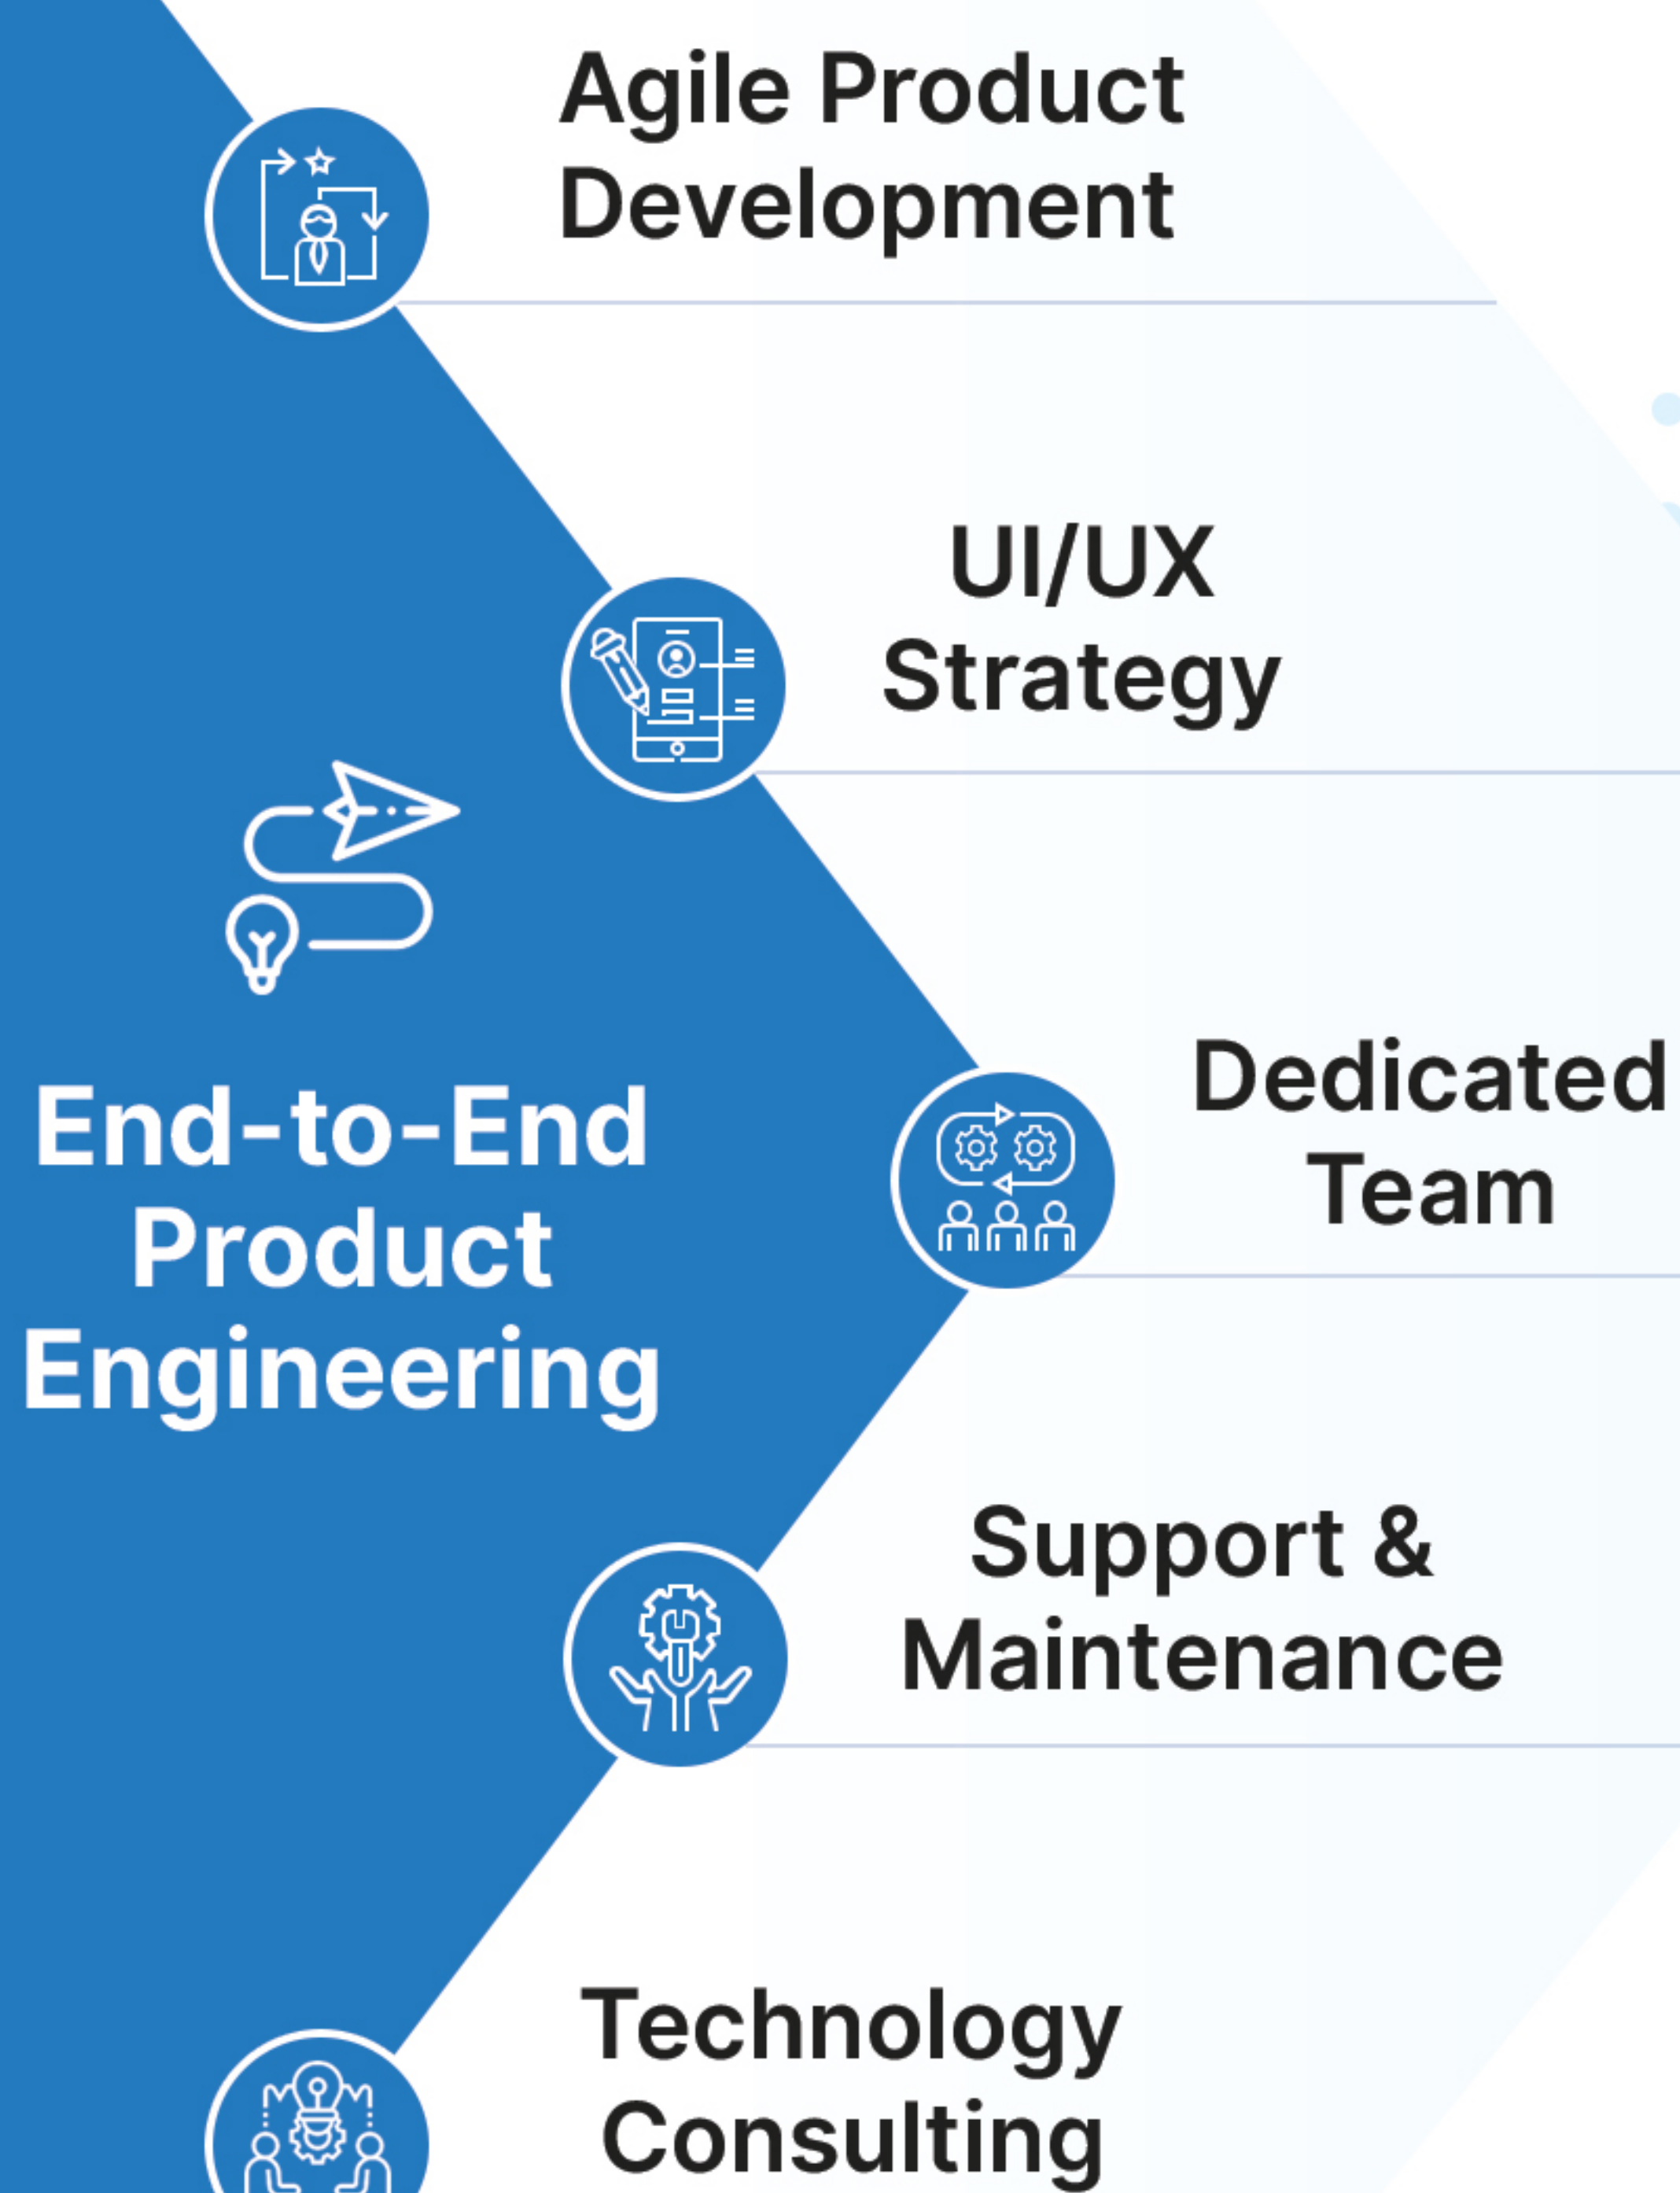 Agile Product
Development
UI/UX
Strategy
End-to-End
Product
Engineering
Dedicated
Team
Support &
Maintenance
Technology
Consulting